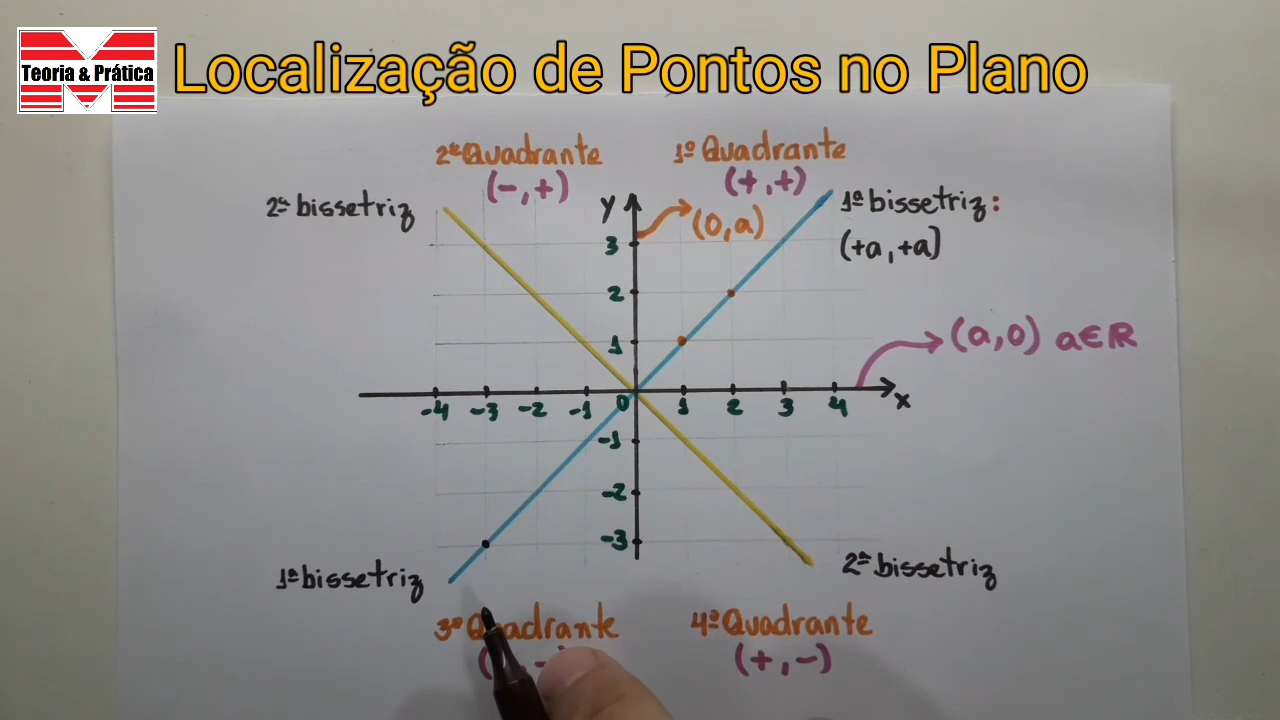 Teoria & Prática
Localização de Pontos no Plano
2º Quadrante
1º Quadrante
(-,+)
(+,+)
2ª bissetriz
y
(0,a)
1ª bissetriz:
(+a,+a)
3
2
1
(a,0) a∈ℝ
-4 -3 -2 -1 0 1 2 3 4 x
-1
-2
-3
1ª bissetriz
2ª bissetriz
3º Quadrante
4º Quadrante
(+,-)